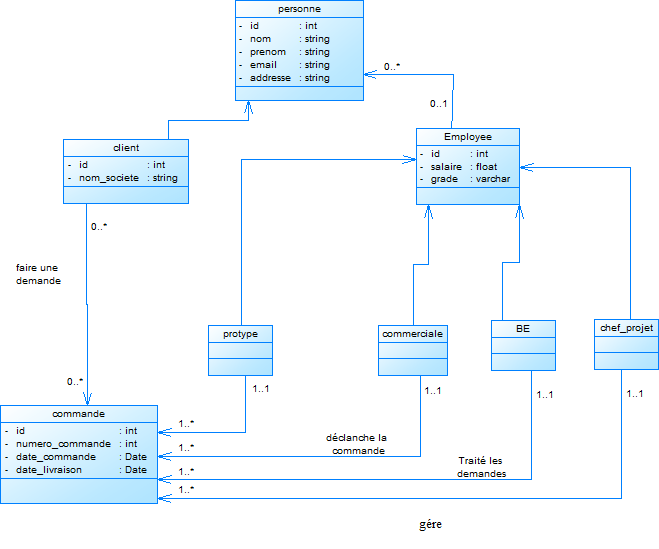 personne
- id : int
- nom : string
- prenom : string
- email : string
- addresse : string
0..*
0..1
client
- id : int
- nom_societe : string
Employee
- id : int
- salaire : float
- grade : varchar
0..*
faire une
demande
0..*
protype
commerciale
BE
chef_projet
1..1
1..1
1..1
1..1
commande
- id : int
- numero_commande : int
- date_commande : Date
- date_livraison : Date
1..*
1..*
1..*
1..*
déclanche la
commande
Traité les
demandes
gére